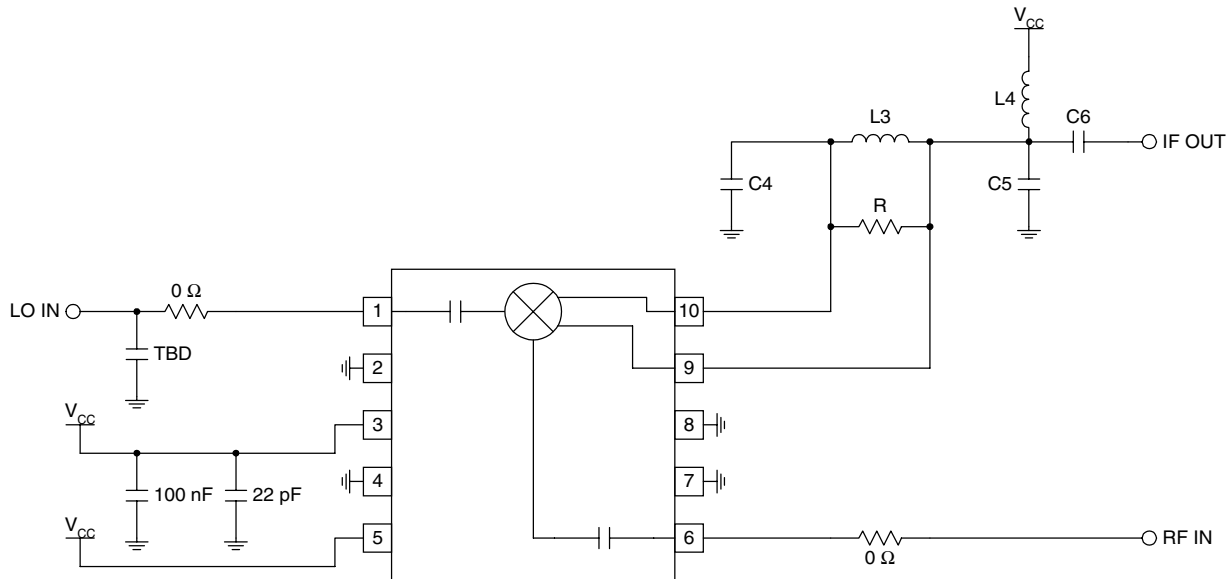 V_CC
L4
L3
C6
IF OUT
C4
C5
R
0 Ω
LO IN
1
10
TBD
2
9
V_CC
3
8
100 nF
22 pF
4
7
V_CC
5
6
RF IN
0 Ω